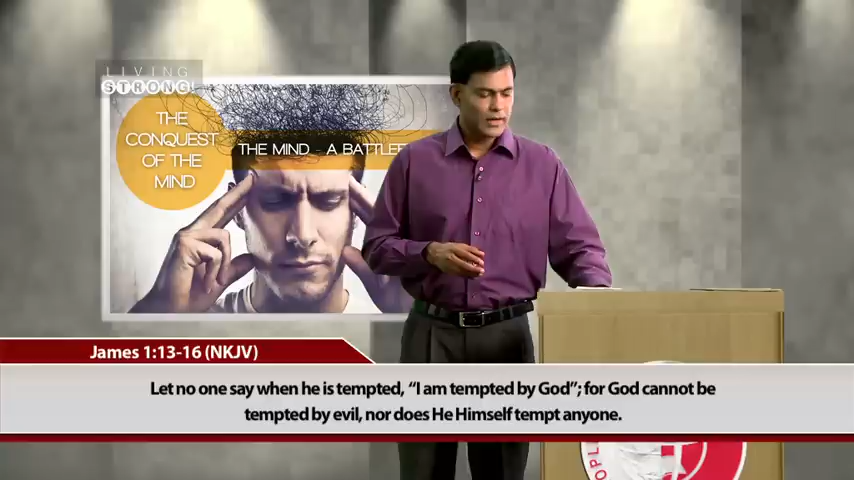 LIVING
STRONG!
THE
CONQUEST
OF THE
MIND
THE MIND - A
James 1:13-16 (NKJV)
Let no one say when he is tempted, “I am tempted by God”; for God cannot be
tempted by evil, nor does He Himself tempt anyone.